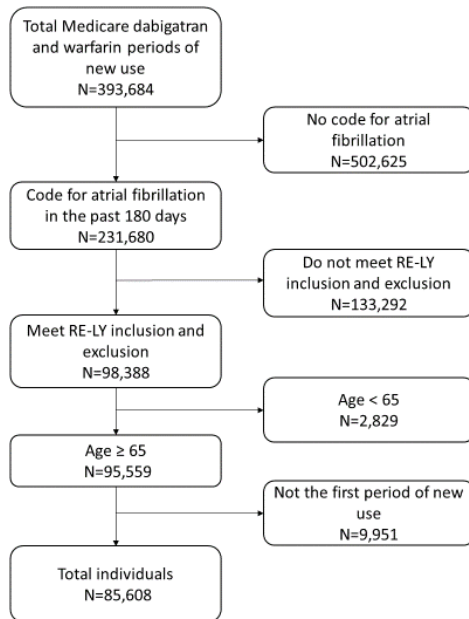 Total Medicare dabigatran
and warfarin periods of
new use
N=393,684
No code for atrial
fibrillation
N=502,625
Code for atrial fibrillation
in the past 180 days
N=231,680
Do not meet RE-LY
inclusion and exclusion
N=133,292
Meet RE-LY inclusion and
exclusion
N=98,388
Age < 65
N=2,829
Age ≥ 65
N=95,559
Not the first period of new
use
N=9,951
Total individuals
N=85,608